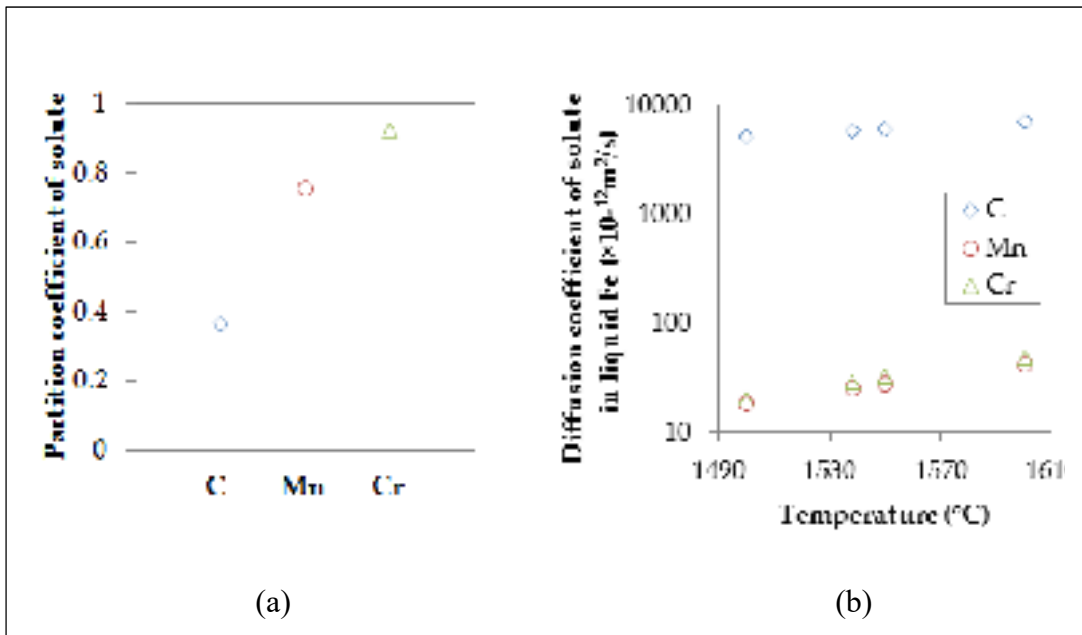 Partition coefficient of solute
1
0.8
0.6
0.4
0.2
0
C Mn Cr
(a)
Diffusion coefficient of solute
in liquid Fe (×10⁻¹²m²/s)
10000
1000
100
10
C
Mn
Cr
1490 1530 1570 1610
Temperature (°C)
(b)